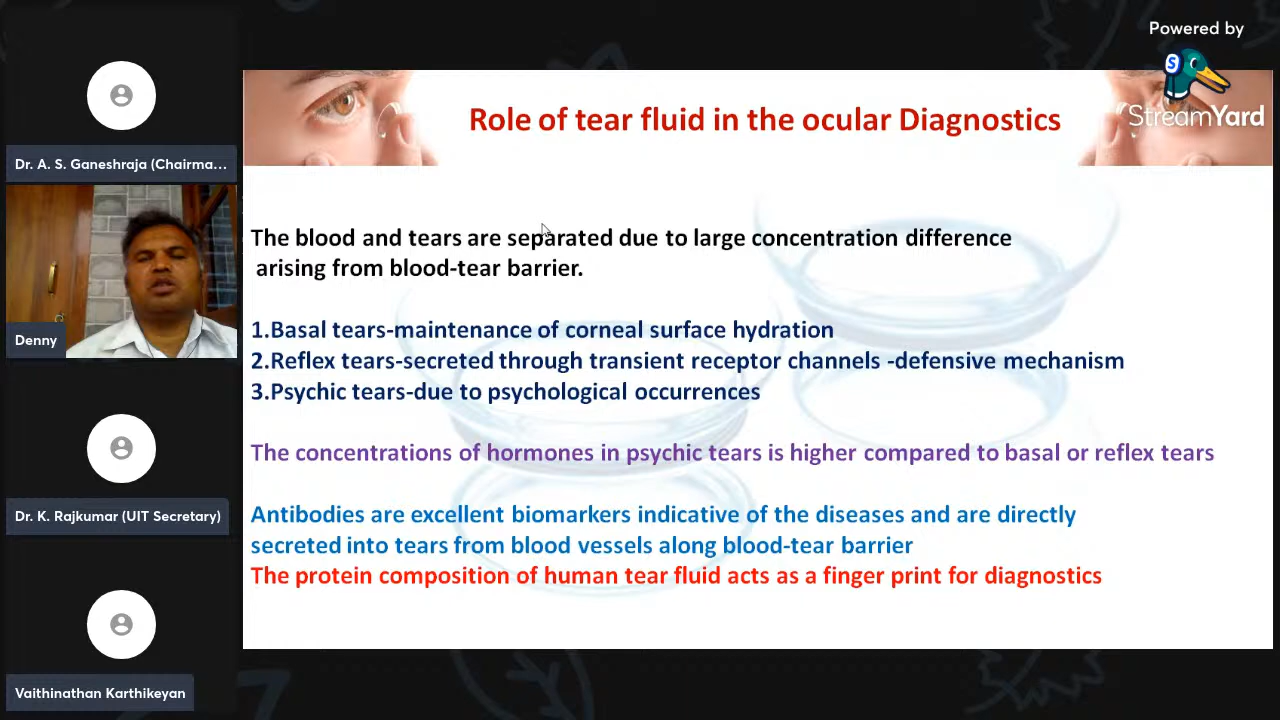 Powered by
StreamYard
Dr. A. S. Ganeshraja (Chairma...
Denny
Dr. K. Rajkumar (UIT Secretary)
Vaithinathan Karthikeyan
Role of tear fluid in the ocular Diagnostics
The blood and tears are separated due to large concentration difference
arising from blood-tear barrier.
1.Basal tears-maintenance of corneal surface hydration
2.Reflex tears-secreted through transient receptor channels -defensive mechanism
3.Psychic tears-due to psychological occurrences
The concentrations of hormones in psychic tears is higher compared to basal or reflex tears
Antibodies are excellent biomarkers indicative of the diseases and are directly
secreted into tears from blood vessels along blood-tear barrier
The protein composition of human tear fluid acts as a finger print for diagnostics